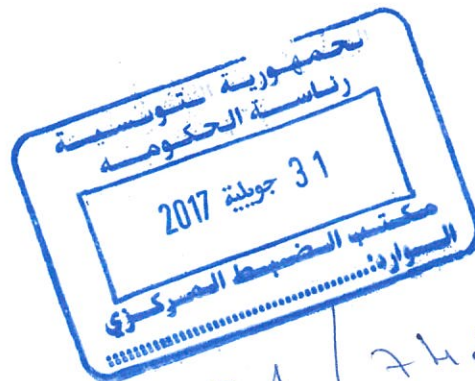 الجمهورية التونسية
رئاسة الحكومة
31 جويلية 2017
مكتب الضبط المركزي
الوارد: